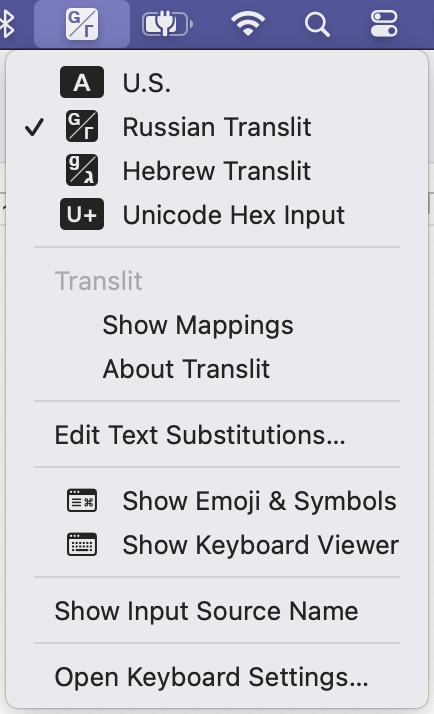 G/Г
A U.S.
✓ G/Г Russian Translit
g/ג Hebrew Translit
U+ Unicode Hex Input
Translit
Show Mappings
About Translit
Edit Text Substitutions...
Show Emoji & Symbols
Show Keyboard Viewer
Show Input Source Name
Open Keyboard Settings...